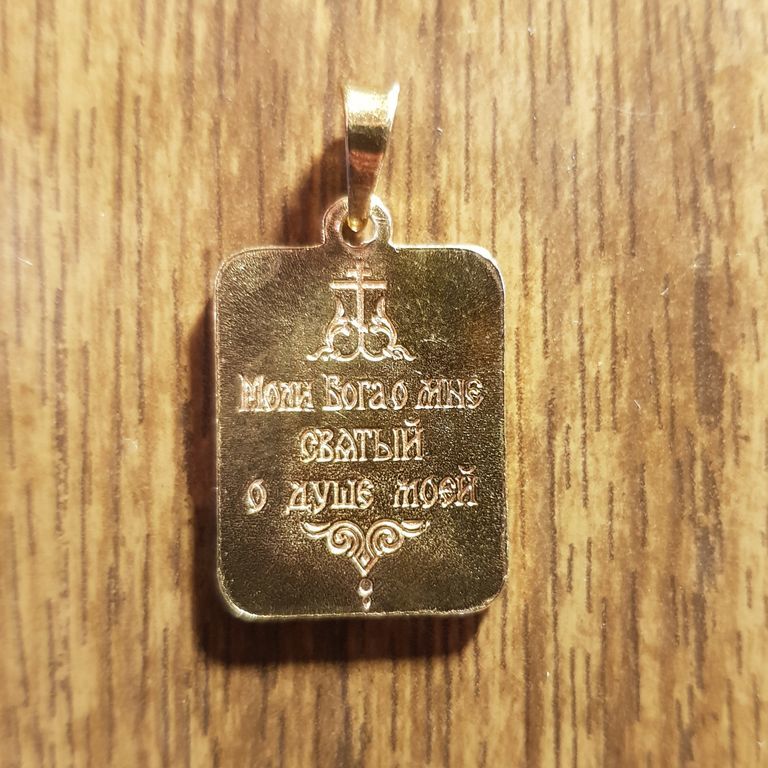 Моли Бога о мне
святый
о душе моей